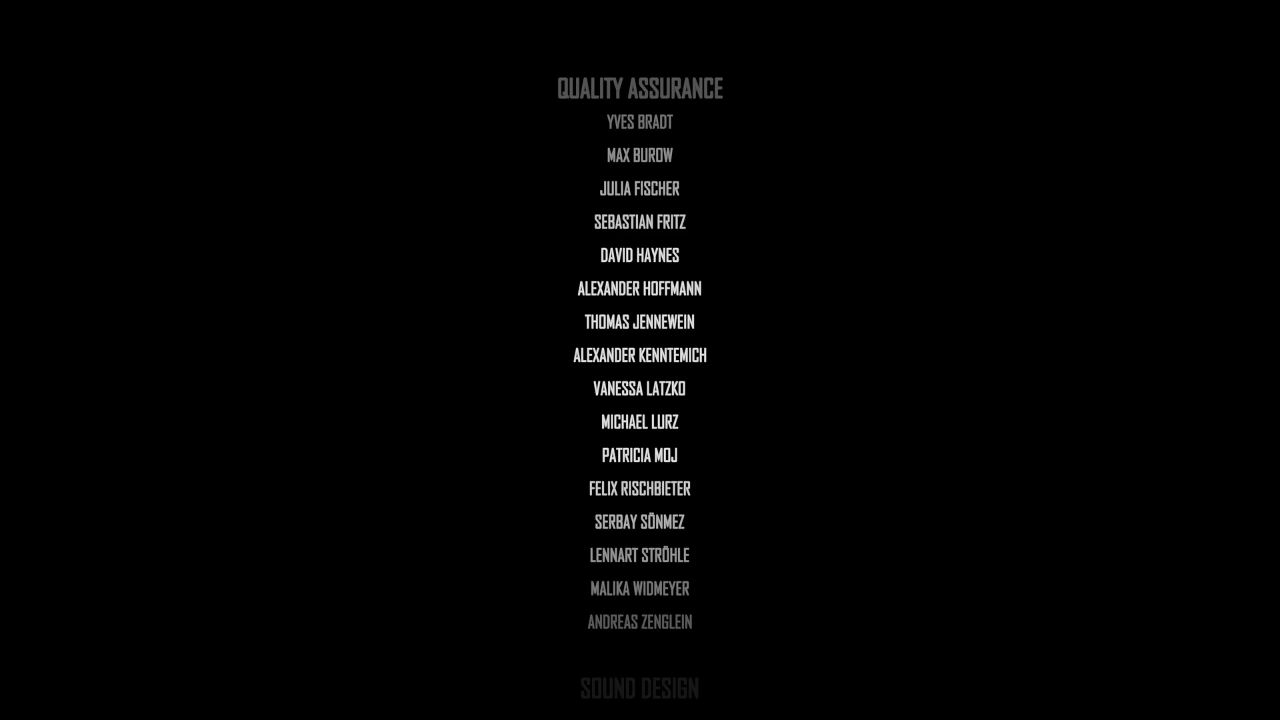 QUALITY ASSURANCE
YVES BRADT
MAX BUROW
JULIA FISCHER
SEBASTIAN FRITZ
DAVID HAYNES
ALEXANDER HOFFMANN
THOMAS JENNEWEIN
ALEXANDER KENNTEMICH
VANESSA LATZKO
MICHAEL LURZ
PATRICIA MOJ
FELIX RISCHBIETER
SERBAY SÖNMEZ
LENNART STRÖHLE
MALIKA WIDMEYER
ANDREAS ZENGLEIN
SOUND DESIGN